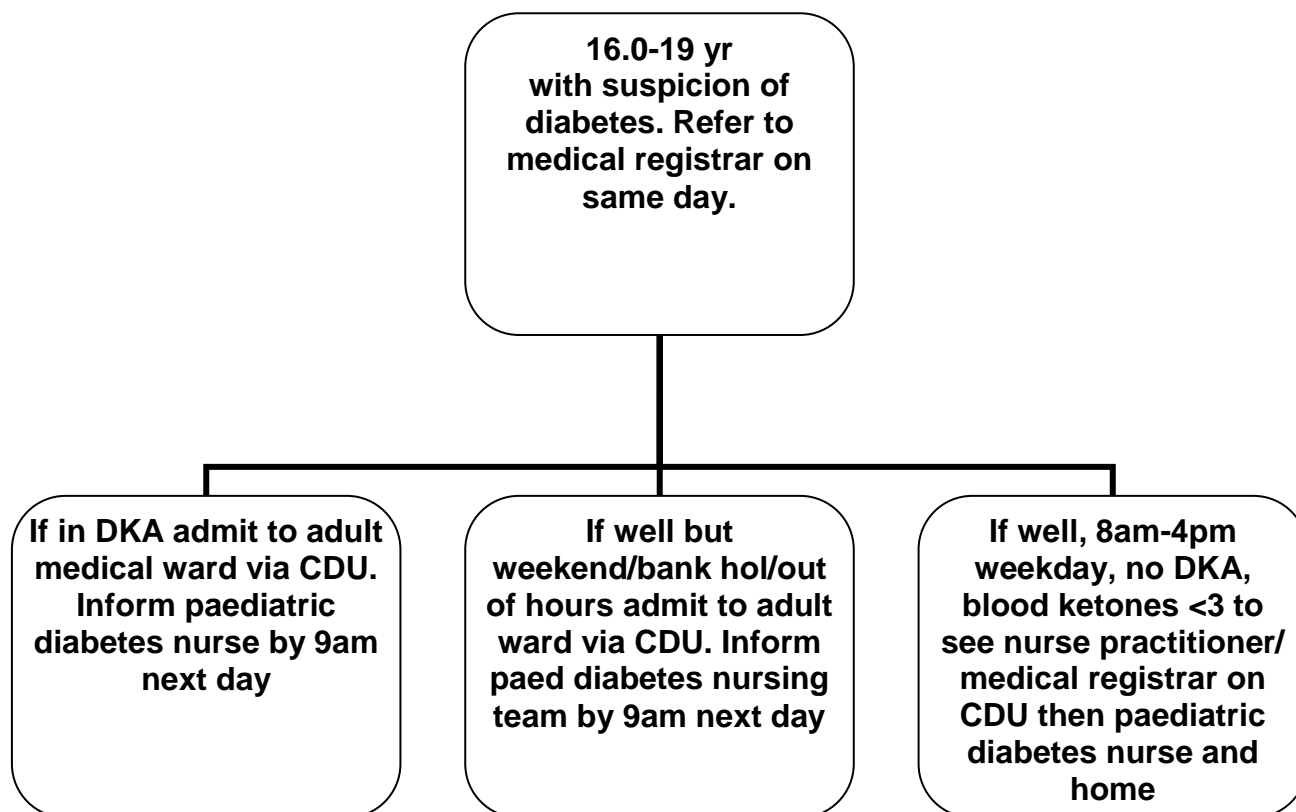 16.0-19 yr
with suspicion of
diabetes. Refer to
medical registrar on
same day.
If in DKA admit to adult
medical ward via CDU.
Inform paediatric
diabetes nurse by 9am
next day
If well but
weekend/bank hol/out
of hours admit to adult
ward via CDU. Inform
paed diabetes nursing
team by 9am next day
If well, 8am-4pm
weekday, no DKA,
blood ketones <3 to
see nurse practitioner/
medical registrar on
CDU then paediatric
diabetes nurse and
home